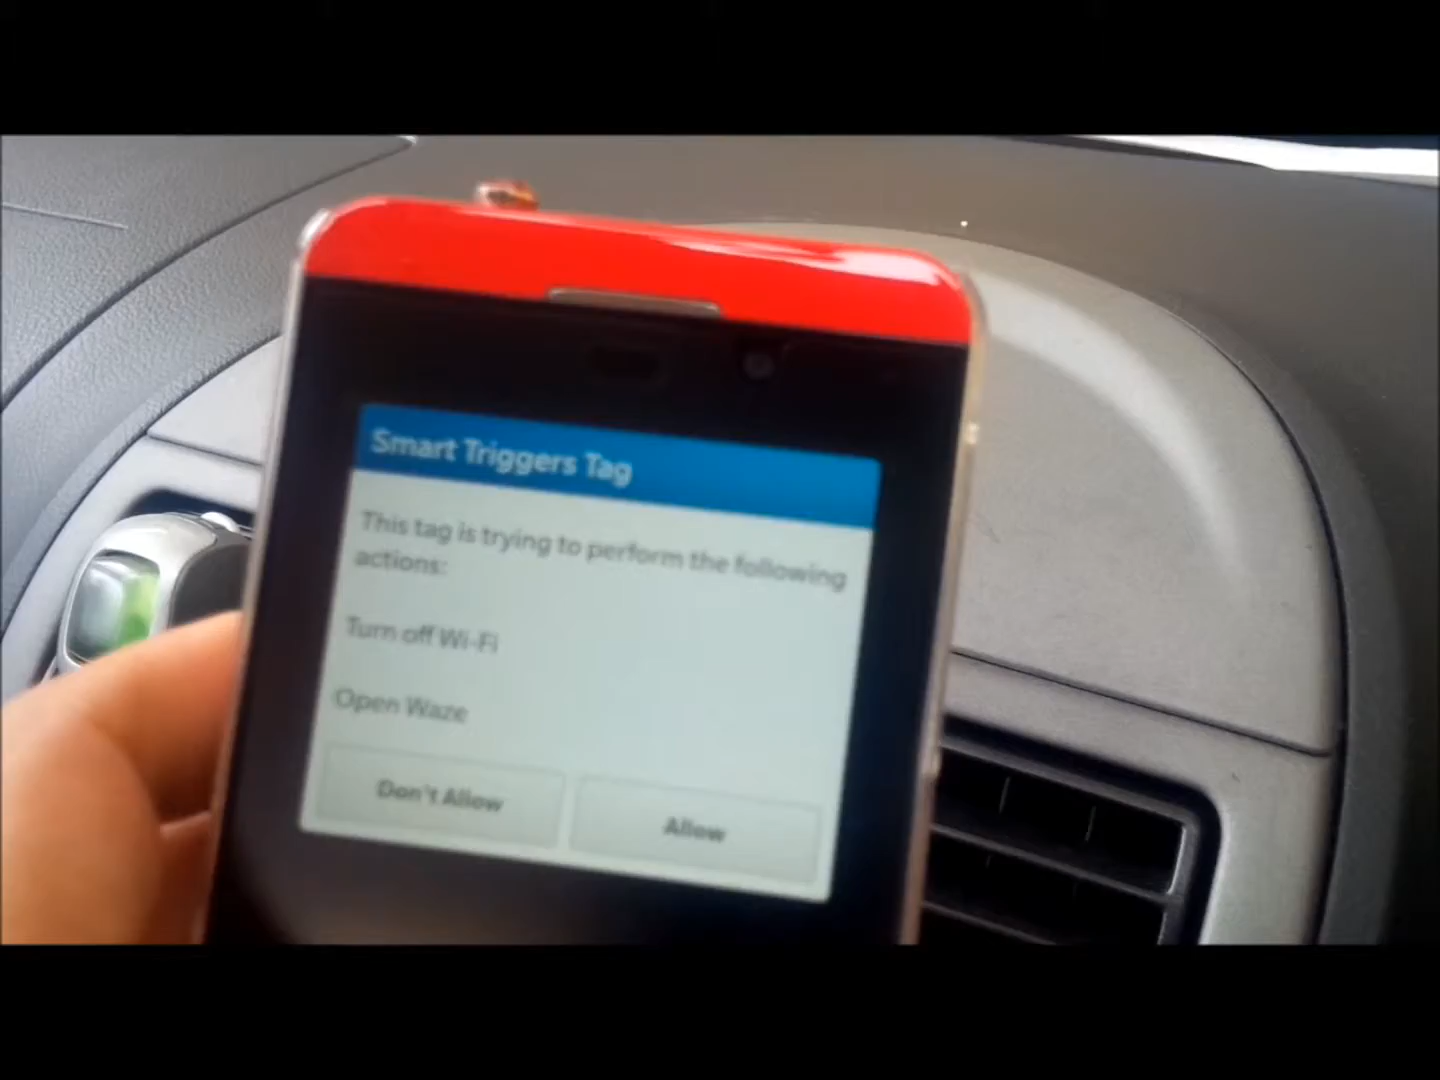 Smart Triggers Tag
This tag is trying to perform the following
actions:
Turn off Wi-Fi
Open Waze
Don't Allow
Allow